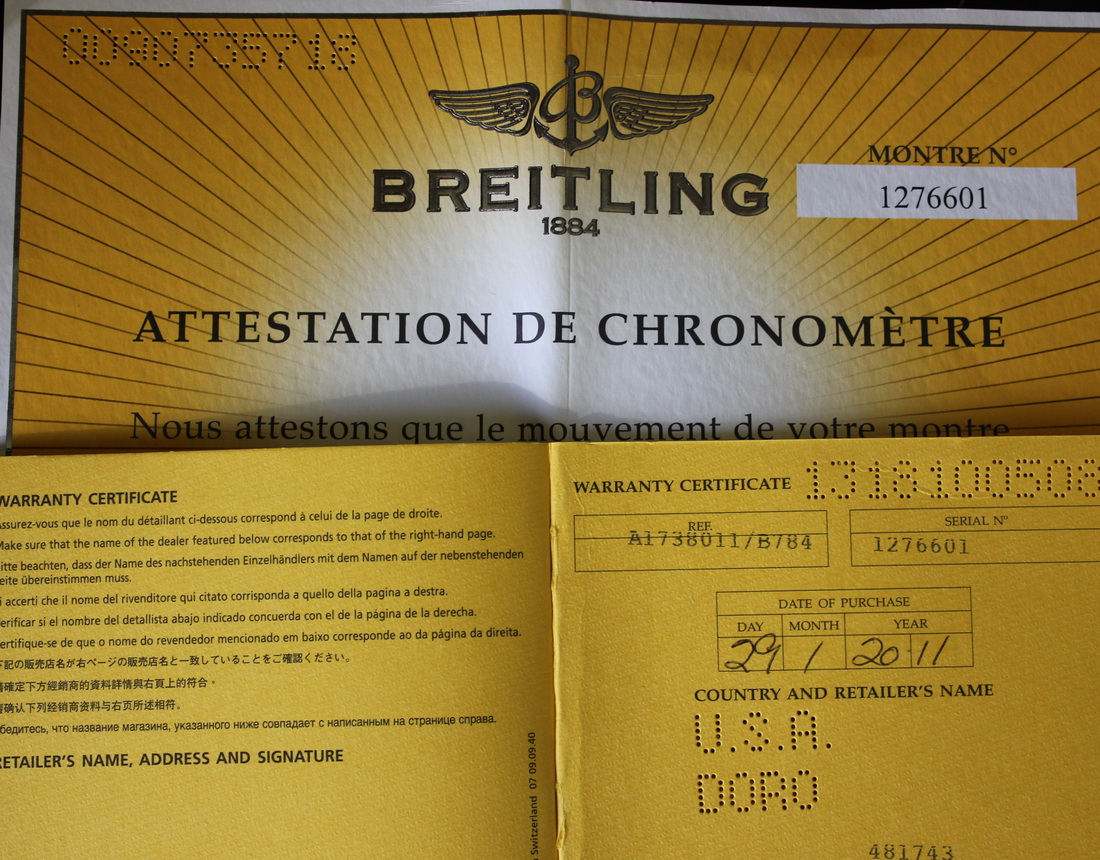 0090735718
BREITLING
1884
MONTRE N°
1276601
ATTESTATION DE CHRONOMÈTRE
Nous attestons que le mouvement de votre montre
WARRANTY CERTIFICATE
Assurez-vous que le nom du détaillant ci-dessous correspond à celui de la page de droite.
Make sure that the name of the dealer featured below corresponds to that of the right-hand page.
itte beachten, dass der Name des nachstehenden Einzelhändlers mit dem Namen auf der nebenstehenden
eite übereinstimmen muss.
i accerti che il nome del rivenditore qui citato corrisponda a quello della pagina a destra.
erificar si el nombre del detallista abajo indicado concuerda con el de la página de la derecha.
ertifique-se de que o nome do revendedor mencionado em baixo corresponde ao da página da direita.
下記の販売店名が右ページの販売店名と一致していることをご確認ください。
請確定下方經銷商的資料詳情與右頁上的符合。
请确认下列经销商资料与右页所述相符。
бедитесь, что название магазина, указанного ниже совпадает с написанным на странице справа.
RETAILER'S NAME, ADDRESS AND SIGNATURE
Switzerland 07 09.09.40
WARRANTY CERTIFICATE 1318100508
REF.
A1738011/B784
SERIAL N°
1276601
DATE OF PURCHASE
DAY MONTH YEAR
29 1 20 11
COUNTRY AND RETAILER'S NAME
U.S.A.
DORO
481743